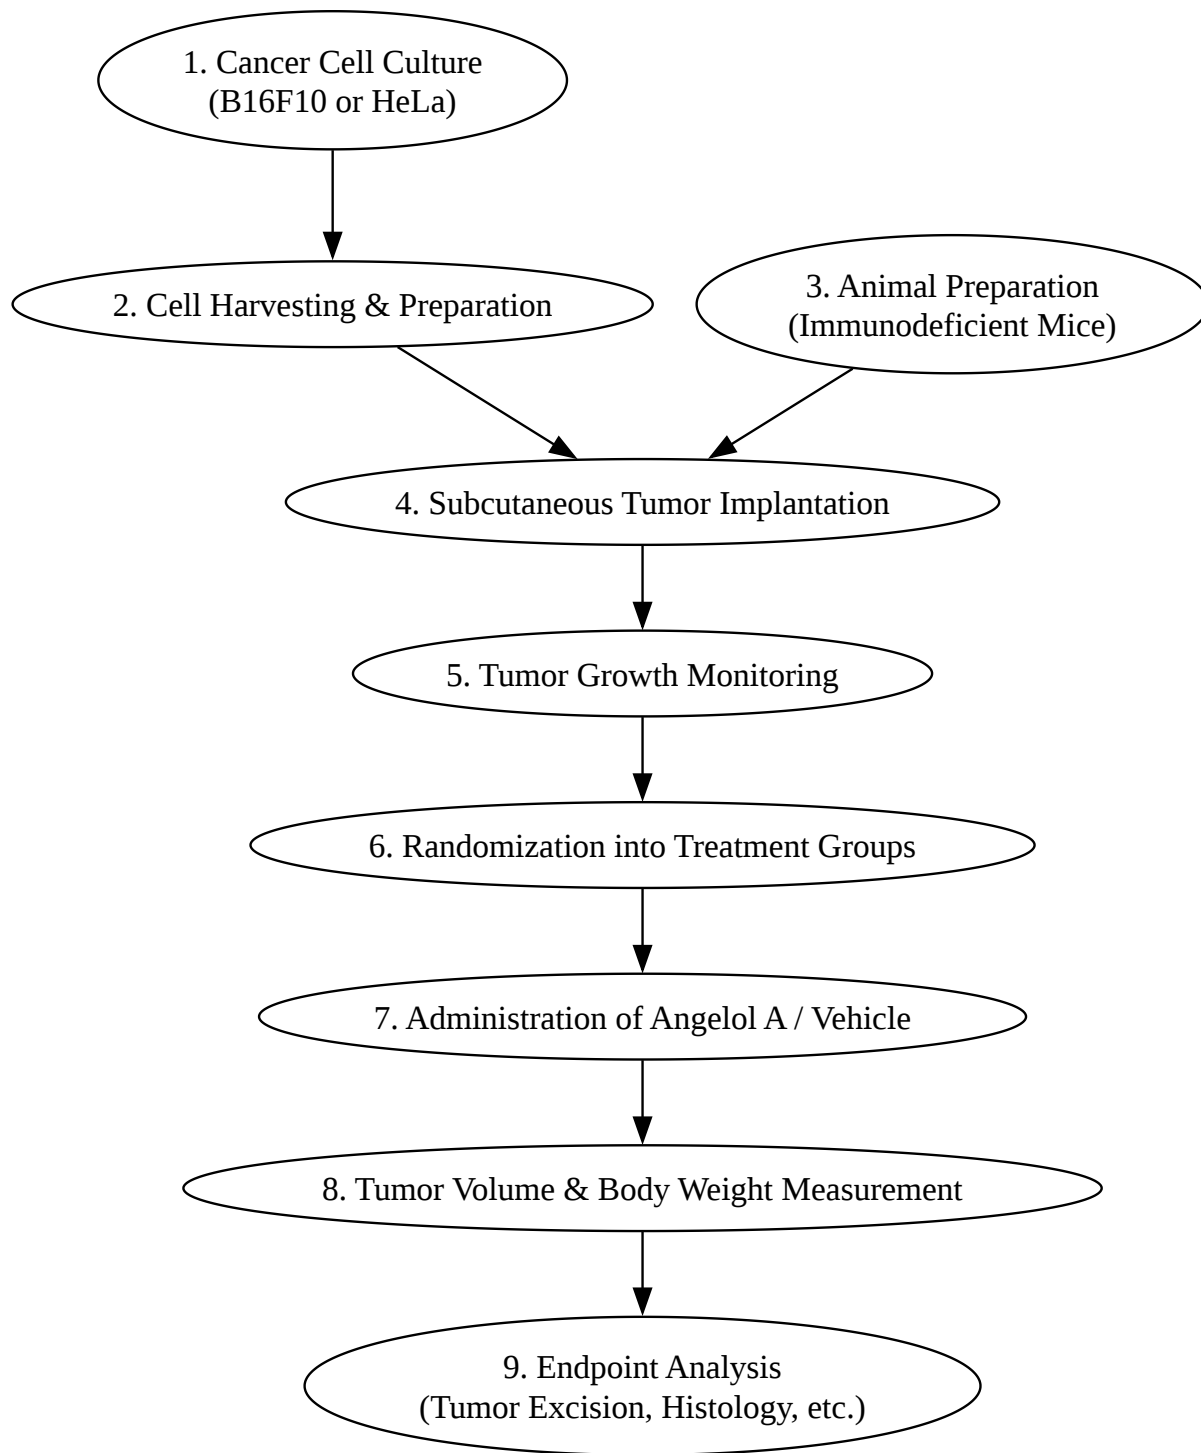 1. Cancer Cell Culture
(B16F10 or HeLa)
2. Cell Harvesting & Preparation
3. Animal Preparation
(Immunodeficient Mice)
4. Subcutaneous Tumor Implantation
5. Tumor Growth Monitoring
6. Randomization into Treatment Groups
7. Administration of Angelol A / Vehicle
8. Tumor Volume & Body Weight Measurement
9. Endpoint Analysis
(Tumor Excision, Histology, etc.)